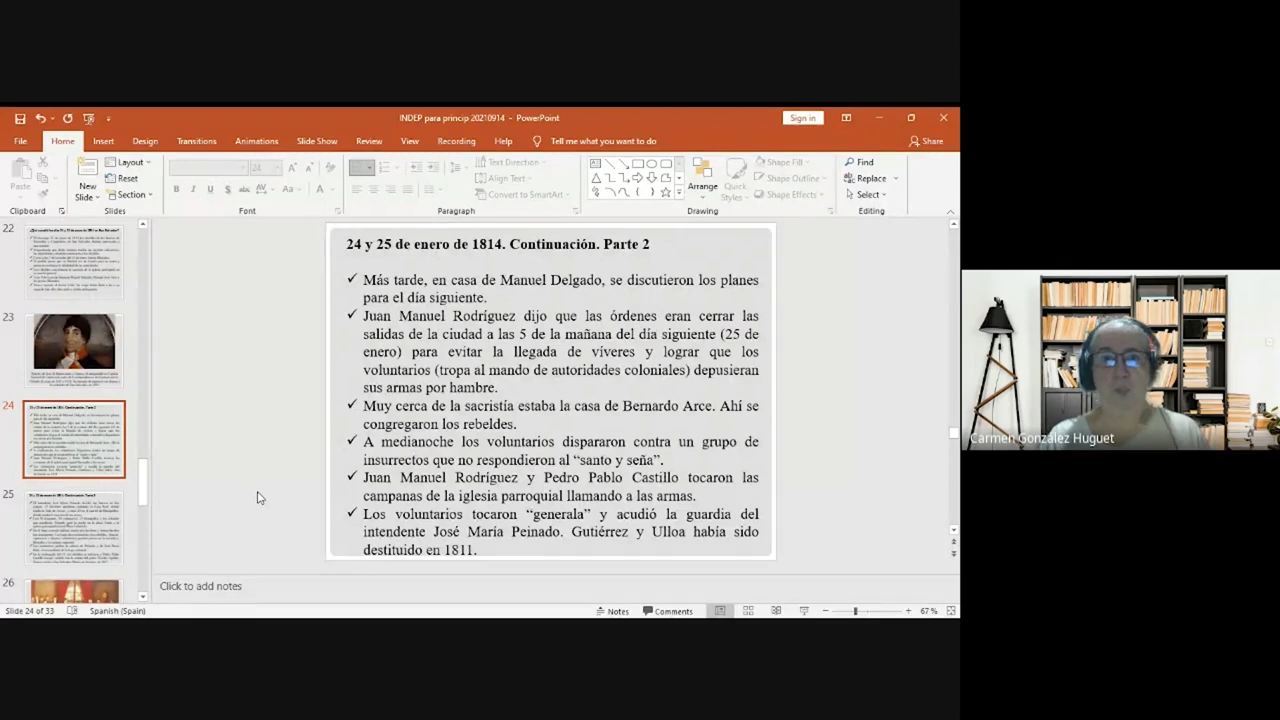 INDEP para princip 20210914 - PowerPoint
Sign in
File Home Insert Design Transitions Animations Slide Show Review View Recording Help Tell me what you want to do Share
Paste
New Slide
Layout
Reset
Section
24
Text Direction
Align Text
Convert to SmartArt
Arrange
Quick Styles
Shape Fill
Shape Outline
Shape Effects
Find
Replace
Select
Clipboard Slides Font Paragraph Drawing Editing
22
23
24
25
26
24 y 25 de enero de 1814. Continuación. Parte 2
Más tarde, en casa de Manuel Delgado, se discutieron los planes
para el día siguiente.
Juan Manuel Rodríguez dijo que las órdenes eran cerrar las
salidas de la ciudad a las 5 de la mañana del día siguiente (25 de
enero) para evitar la llegada de víveres y lograr que los
voluntarios (tropa al mando de autoridades coloniales) depusieran
sus armas por hambre.
Muy cerca de la sacristía estaba la casa de Bernardo Arce. Ahí se
congregaron los rebeldes.
A medianoche los voluntarios dispararon contra un grupo de
insurrectos que no respondieron al “santo y seña”.
Juan Manuel Rodríguez y Pedro Pablo Castillo tocaron las
campanas de la iglesia parroquial llamando a las armas.
Los voluntarios tocaron “generala” y acudió la guardia del
intendente José María Peinado. Gutiérrez y Ulloa había sido
destituido en 1811.
Carmen González Huguet
Click to add notes
Slide 24 of 33 Spanish (Spain) Notes Comments 67 %